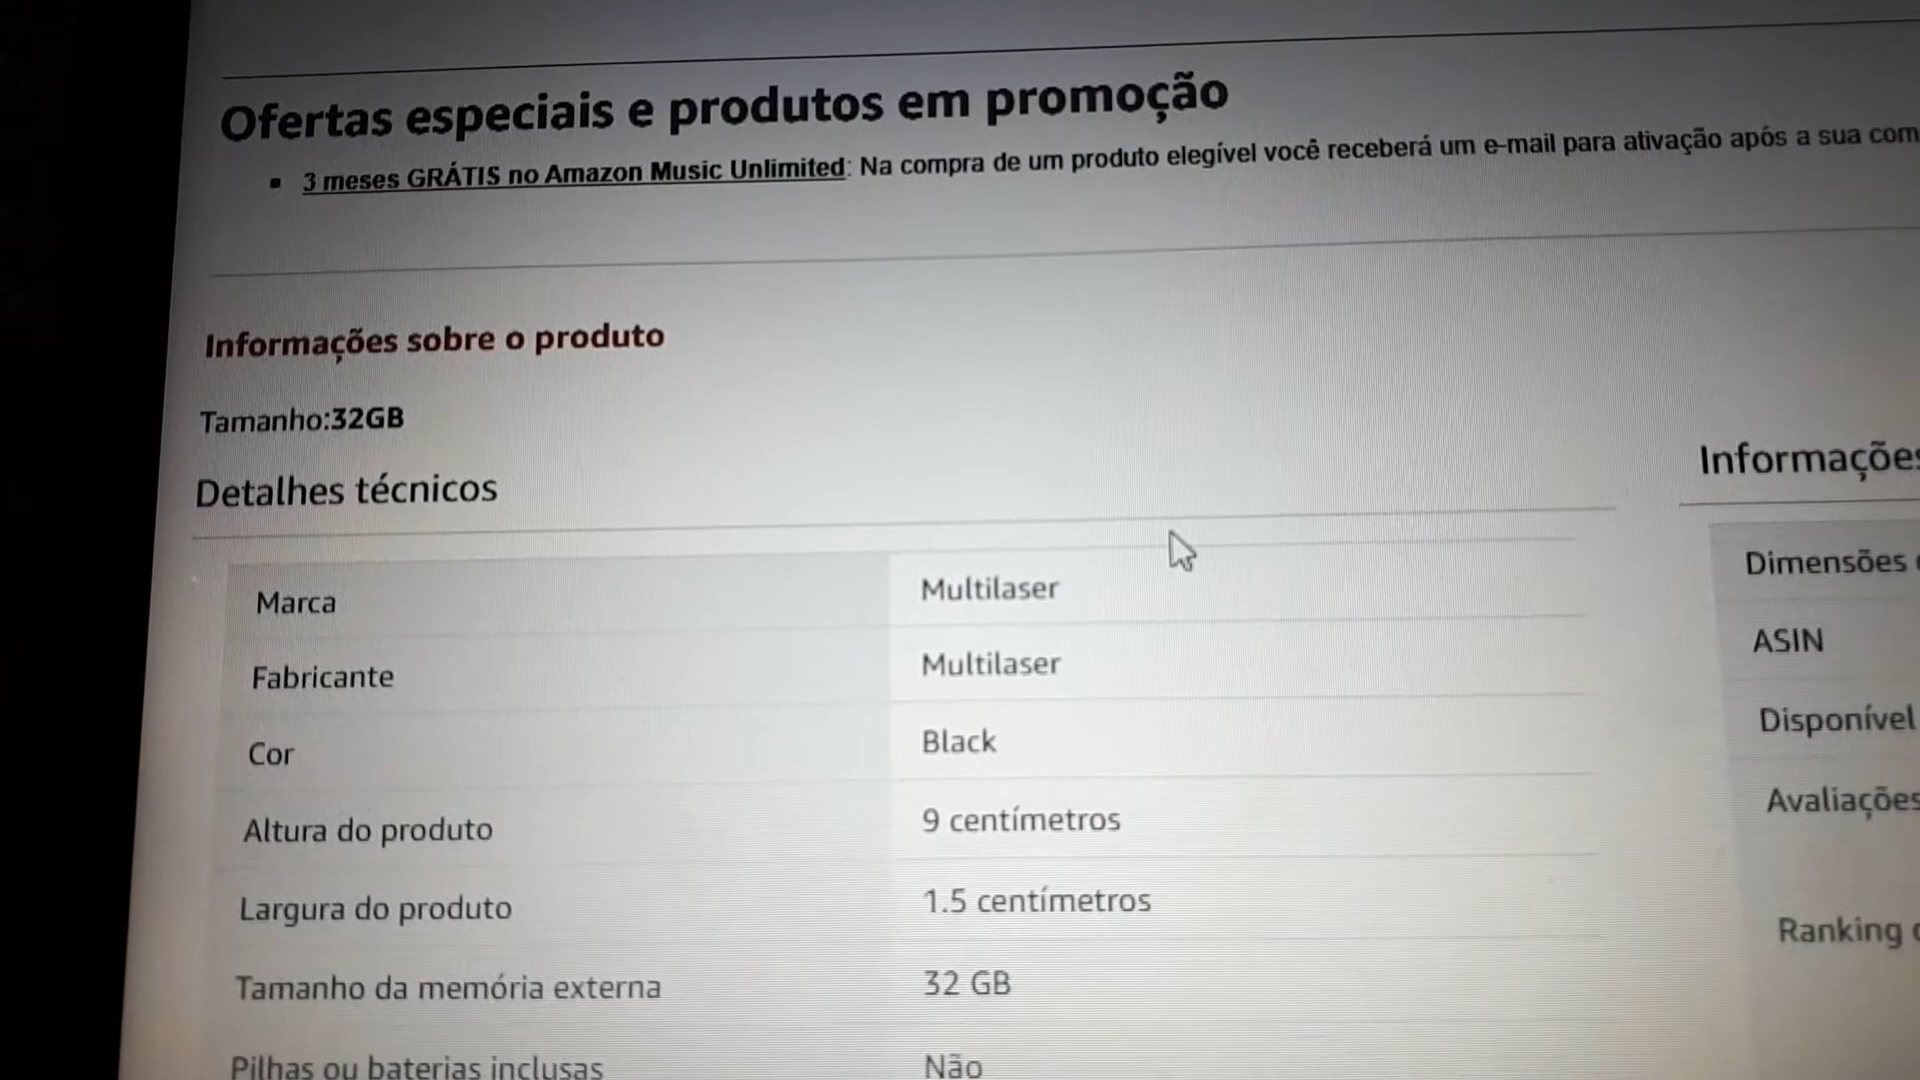 Ofertas especiais e produtos em promoção
▪ 3 meses GRÁTIS no Amazon Music Unlimited: Na compra de um produto elegível você receberá um e-mail para ativação após a sua com
Informações sobre o produto
Tamanho:32GB
Detalhes técnicos
Marca Multilaser
Fabricante Multilaser
Cor Black
Altura do produto 9 centímetros
Largura do produto 1.5 centímetros
Tamanho da memória externa 32 GB
Pilhas ou baterias inclusas Não
Informações
Dimensões
ASIN
Disponível
Avaliações
Ranking